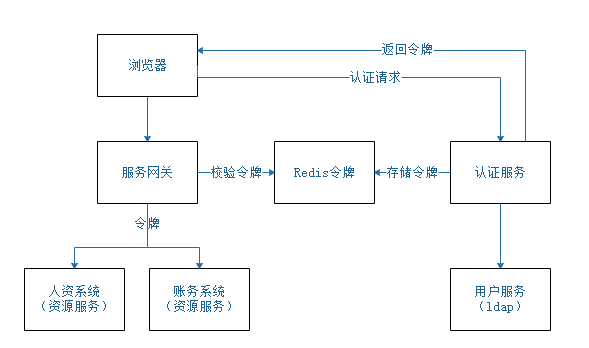 返回令牌
浏览器
认证请求
服务网关
校验令牌
Redis令牌
存储令牌
认证服务
令牌
人资系统
（资源服务）
账务系统
（资源服务）
用户服务
（ldap）